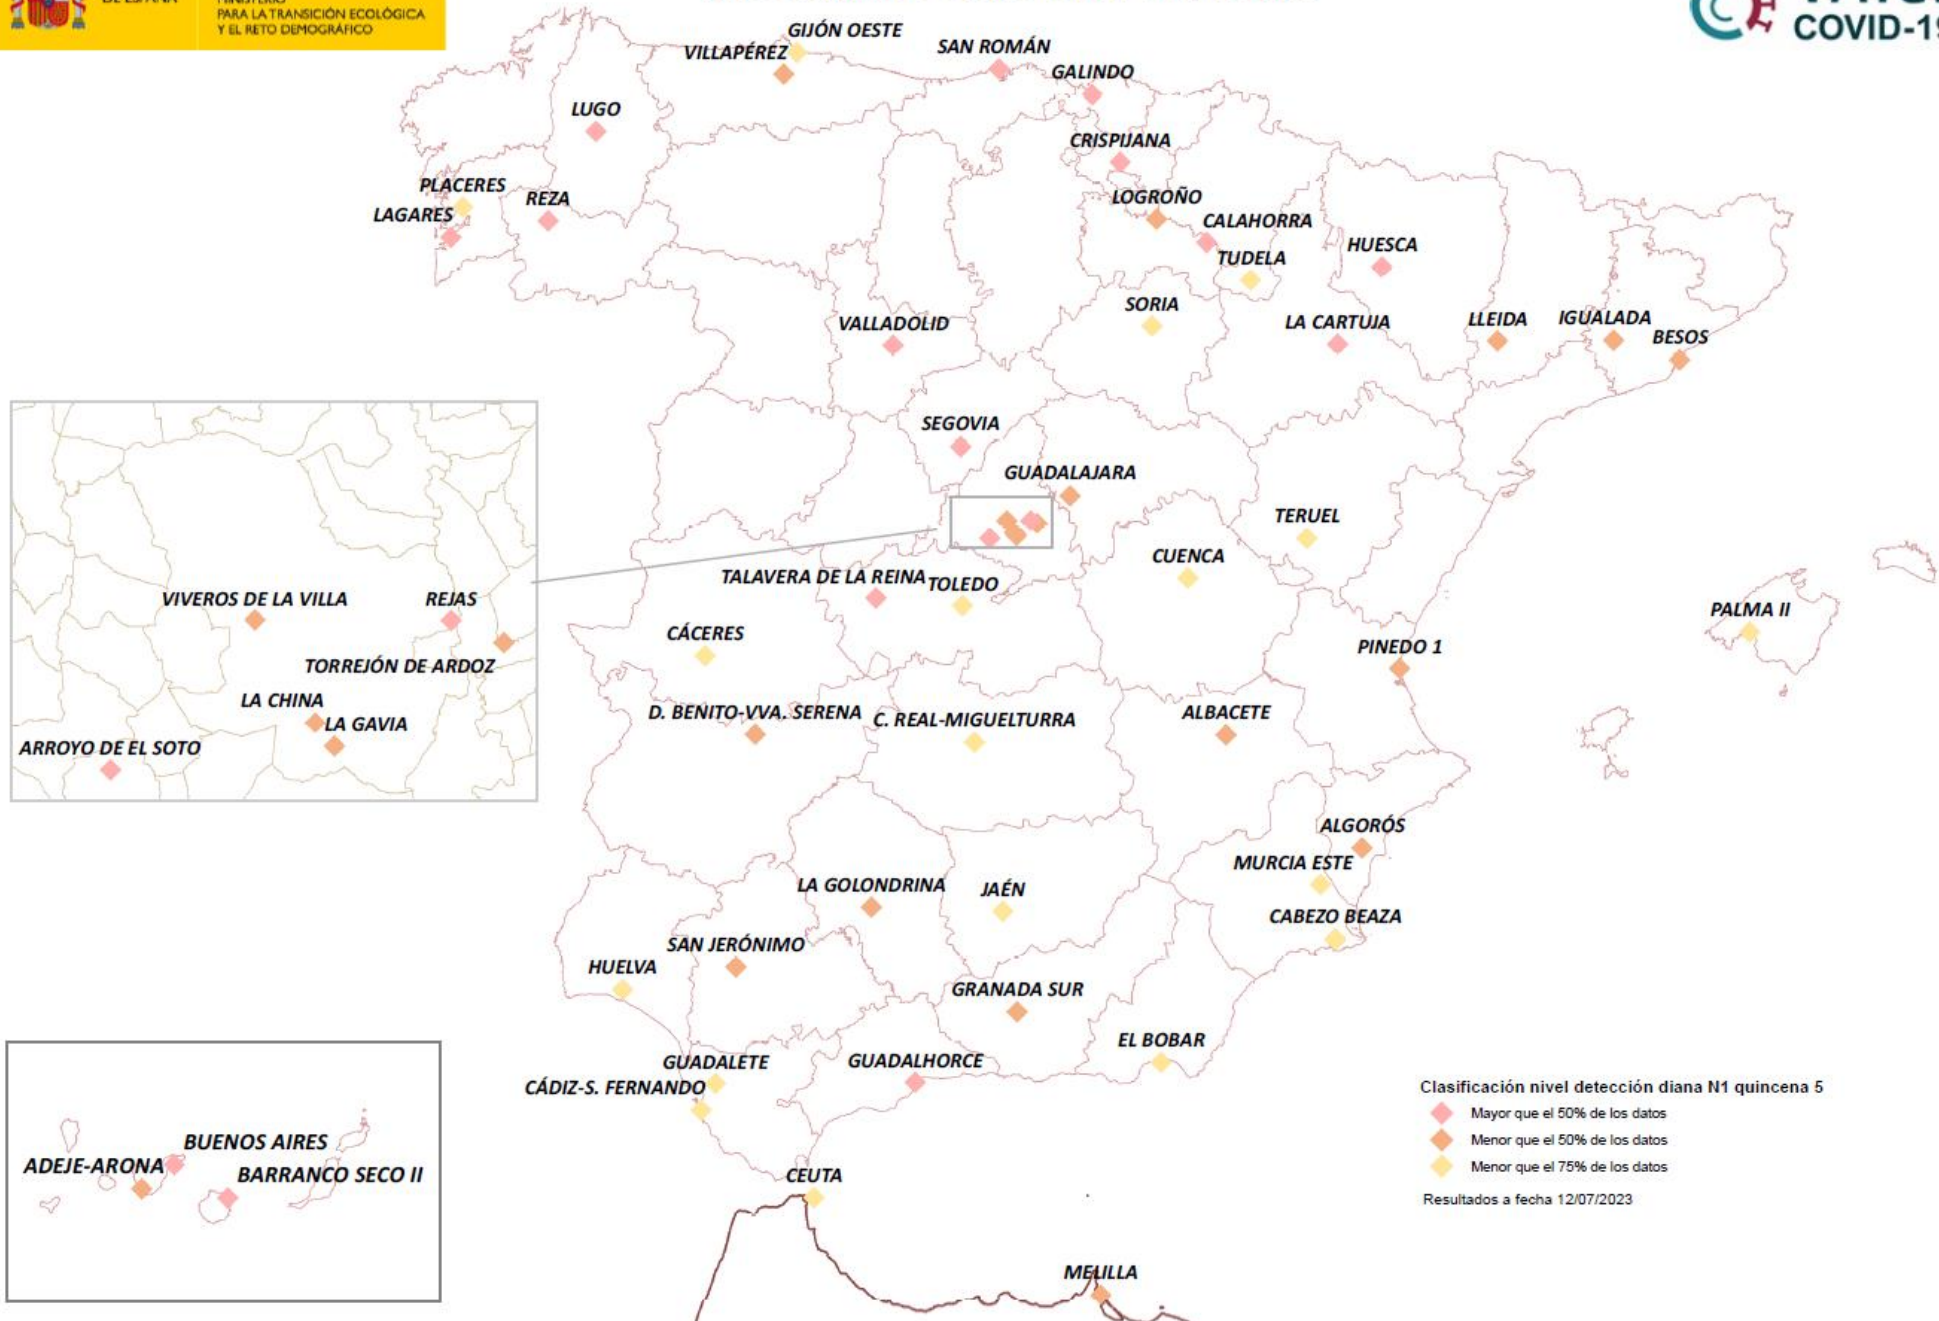 DE ESPAÑA
MINISTERIO
PARA LA TRANSICIÓN ECOLÓGICA
Y EL RETO DEMOGRÁFICO
COVID-19
GIJÓN OESTE
VILLAPÉREZ
SAN ROMÁN
GALINDO
LUGO
CRISPIJANA
PLACERES
REZA
LAGARES
LOGROÑO
CALAHORRA
HUESCA
TUDELA
SORIA
VALLADOLID
LA CARTUJA
LLEIDA
IGUALADA
BESOS
SEGOVIA
GUADALAJARA
TERUEL
CUENCA
TALAVERA DE LA REINA
TOLEDO
VIVEROS DE LA VILLA
REJAS
TORREJÓN DE ARDOZ
LA CHINA
LA GAVIA
ARROYO DE EL SOTO
CÁCERES
PALMA II
PINEDO 1
D. BENITO-VVA. SERENA
C. REAL-MIGUELTURRA
ALBACETE
ALGORÓS
MURCIA ESTE
LA GOLONDRINA
JAÉN
CABEZO BEAZA
SAN JERÓNIMO
HUELVA
GRANADA SUR
EL BOBAR
GUADALETE
GUADALHORCE
CÁDIZ-S. FERNANDO
BUENOS AIRES
ADEJE-ARONA
BARRANCO SECO II
CEUTA
MELILLA
Clasificación nivel detección diana N1 quincena 5
Mayor que el 50% de los datos
Menor que el 50% de los datos
Menor que el 75% de los datos
Resultados a fecha 12/07/2023